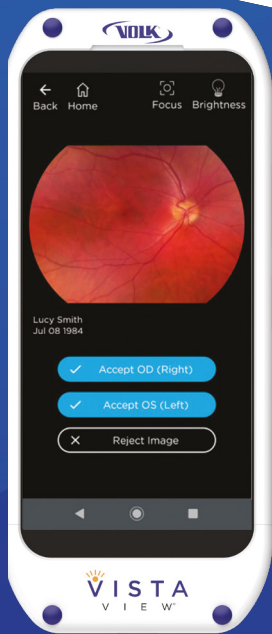 VOLK
Back Home Focus Brightness
Lucy Smith
Jul 08 1984
Accept OD (Right)
Accept OS (Left)
Reject Image
VISTA
VIEW®